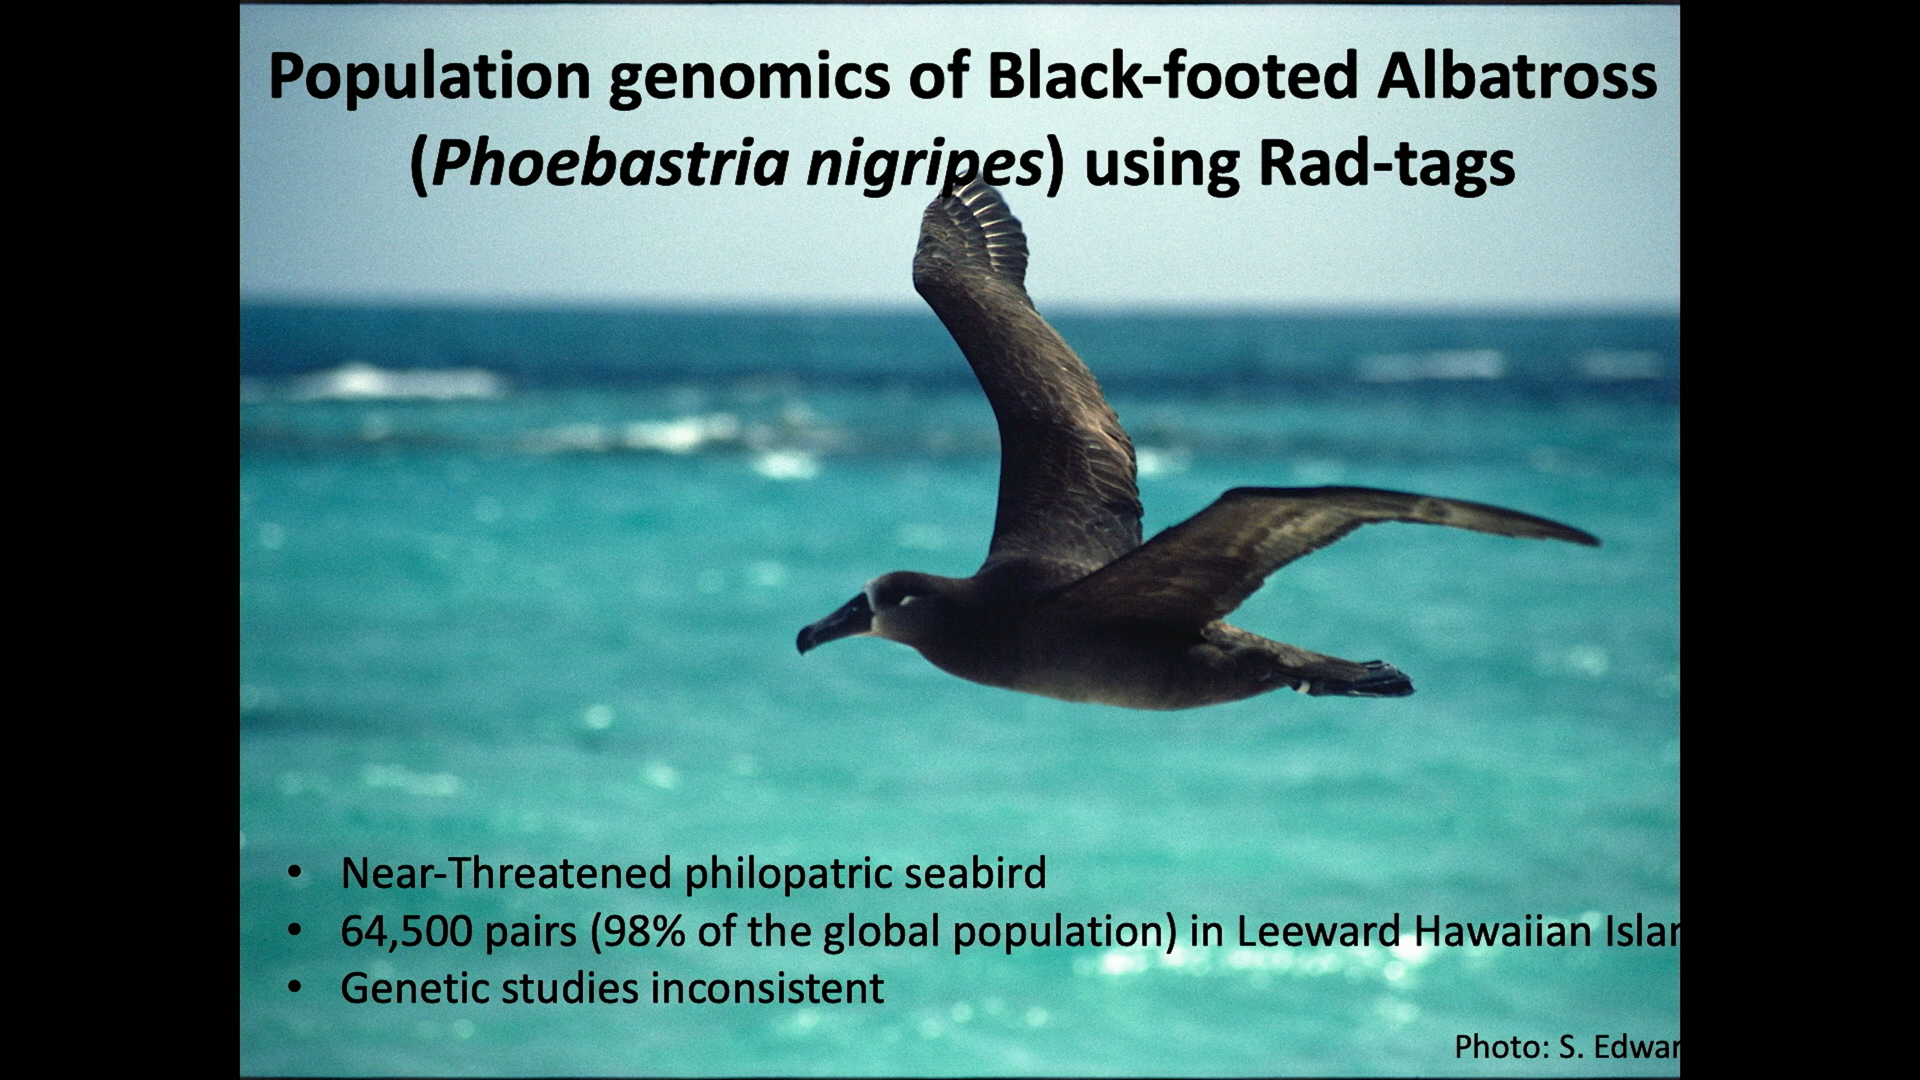 Population genomics of Black-footed Albatross
(Phoebastria nigripes) using Rad-tags
• Near-Threatened philopatric seabird
• 64,500 pairs (98% of the global population) in Leeward Hawaiian Islan
• Genetic studies inconsistent
Photo: S. Edwar